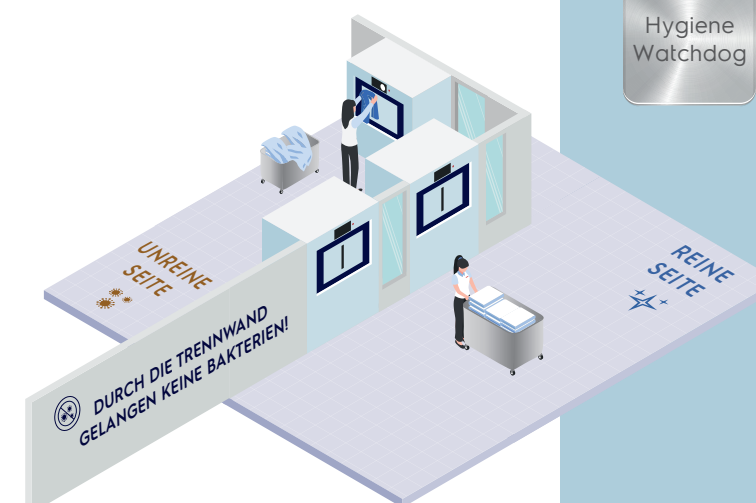 Hygiene
Watchdog
UNREINE
SEITE
REINE
SEITE
DURCH DIE TRENNWAND
GELANGEN KEINE BAKTERIEN!